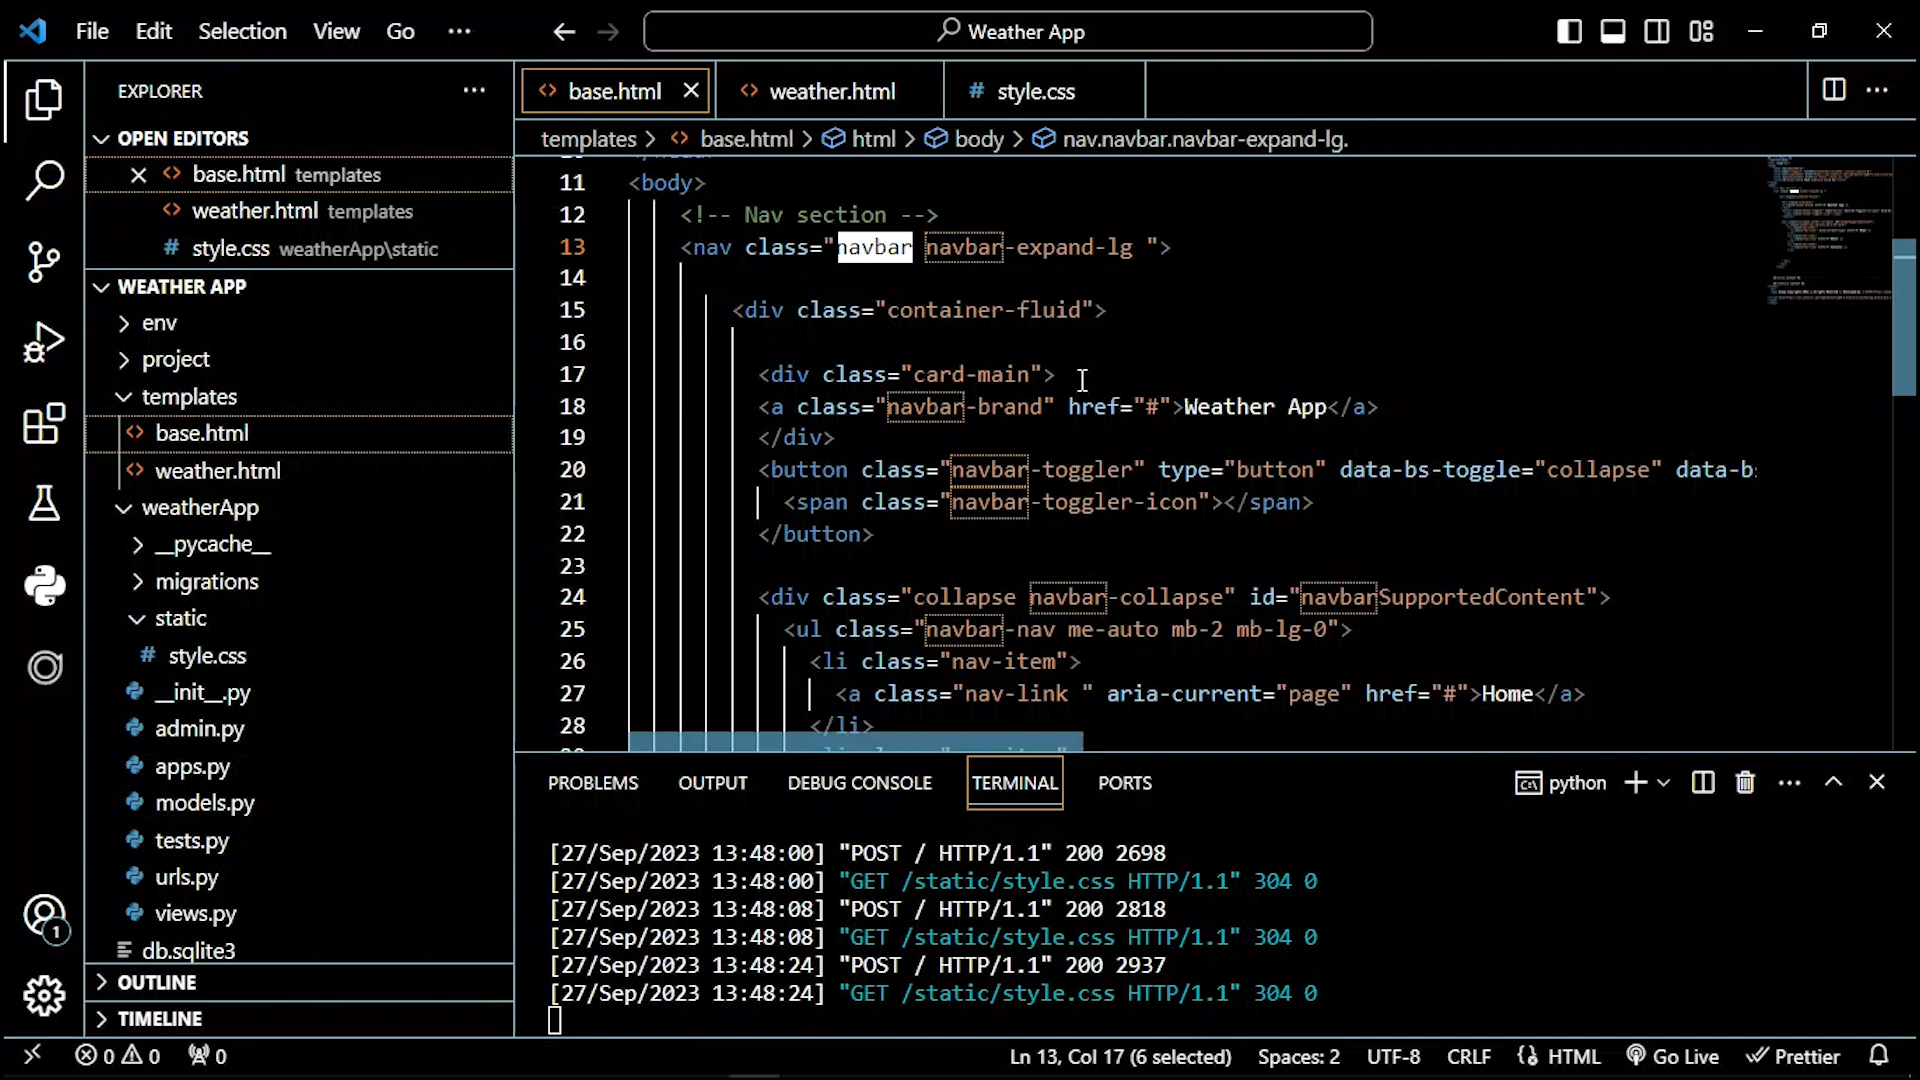 File Edit Selection View Go ··· Weather App
EXPLORER ···
OPEN EDITORS
base.html templates
weather.html templates
style.css weatherApp\static
WEATHER APP
env
project
templates
base.html
weather.html
weatherApp
__pycache__
migrations
static
style.css
__init__.py
admin.py
apps.py
models.py
tests.py
urls.py
views.py
db.sqlite3
OUTLINE
TIMELINE
base.html weather.html # style.css
templates > base.html > html > body > nav.navbar.navbar-expand-lg.
11 <body>
12 <!-- Nav section -->
13 <nav class="navbar navbar-expand-lg ">
14
15 <div class="container-fluid">
16
17 <div class="card-main">
18 <a class="navbar-brand" href="#">Weather App</a>
19 </div>
20 <button class="navbar-toggler" type="button" data-bs-toggle="collapse" data-b
21 <span class="navbar-toggler-icon"></span>
22 </button>
23
24 <div class="collapse navbar-collapse" id="navbarSupportedContent">
25 <ul class="navbar-nav me-auto mb-2 mb-lg-0">
26 <li class="nav-item">
27 <a class="nav-link " aria-current="page" href="#">Home</a>
28 </li>
PROBLEMS OUTPUT DEBUG CONSOLE TERMINAL PORTS python
[27/Sep/2023 13:48:00] "POST / HTTP/1.1" 200 2698
[27/Sep/2023 13:48:00] "GET /static/style.css HTTP/1.1" 304 0
[27/Sep/2023 13:48:08] "POST / HTTP/1.1" 200 2818
[27/Sep/2023 13:48:08] "GET /static/style.css HTTP/1.1" 304 0
[27/Sep/2023 13:48:24] "POST / HTTP/1.1" 200 2937
[27/Sep/2023 13:48:24] "GET /static/style.css HTTP/1.1" 304 0
1
0 0 0 Ln 13, Col 17 (6 selected) Spaces: 2 UTF-8 CRLF HTML Go Live Prettier